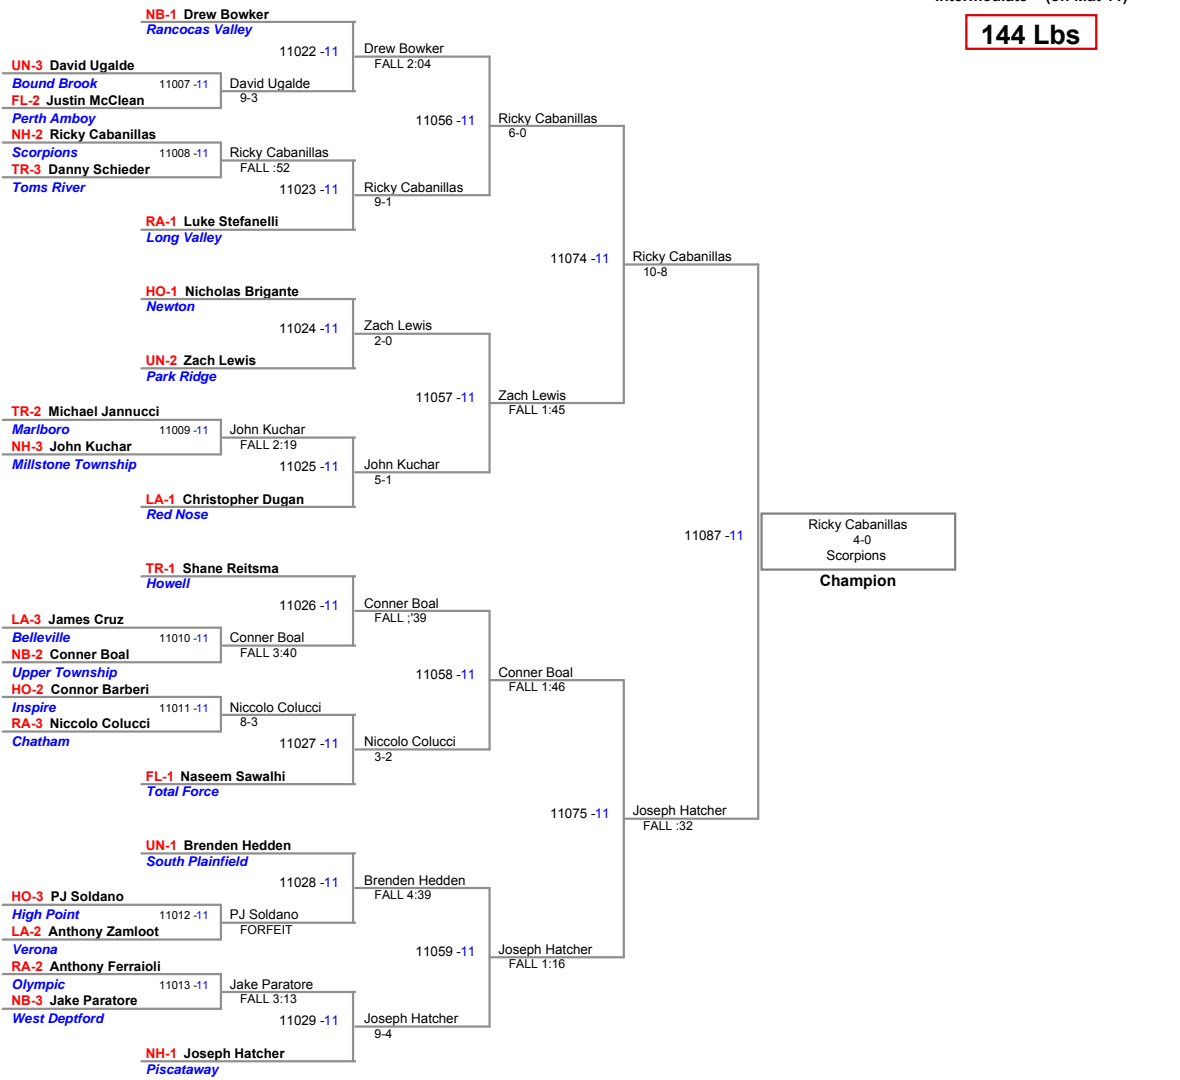 144 Lbs
NB-1 Drew Bowker
Rancocas Valley
11022 -11
Drew Bowker
FALL 2:04
UN-3 David Ugalde
Bound Brook
11007 -11
David Ugalde
9-3
FL-2 Justin McClean
Perth Amboy
11056 -11
Ricky Cabanillas
6-0
NH-2 Ricky Cabanillas
Scorpions
11008 -11
Ricky Cabanillas
FALL :52
TR-3 Danny Schieder
Toms River
11023 -11
Ricky Cabanillas
9-1
RA-1 Luke Stefanelli
Long Valley
11074 -11
Ricky Cabanillas
10-8
HO-1 Nicholas Brigante
Newton
11024 -11
Zach Lewis
2-0
UN-2 Zach Lewis
Park Ridge
11057 -11
Zach Lewis
FALL 1:45
TR-2 Michael Jannucci
Marlboro
11009 -11
John Kuchar
FALL 2:19
NH-3 John Kuchar
Millstone Township
11025 -11
John Kuchar
5-1
LA-1 Christopher Dugan
Red Nose
11087 -11
Ricky Cabanillas
4-0
Scorpions
Champion
TR-1 Shane Reitsma
Howell
11026 -11
Conner Boal
FALL ;'39
LA-3 James Cruz
Belleville
11010 -11
Conner Boal
FALL 3:40
NB-2 Conner Boal
Upper Township
11058 -11
Conner Boal
FALL 1:46
HO-2 Connor Barberi
Inspire
11011 -11
Niccolo Colucci
8-3
RA-3 Niccolo Colucci
Chatham
11027 -11
Niccolo Colucci
3-2
FL-1 Naseem Sawalhi
Total Force
11075 -11
Joseph Hatcher
FALL :32
UN-1 Brenden Hedden
South Plainfield
11028 -11
Brenden Hedden
FALL 4:39
HO-3 PJ Soldano
High Point
11012 -11
PJ Soldano
FORFEIT
LA-2 Anthony Zamloot
Verona
11059 -11
Joseph Hatcher
FALL 1:16
RA-2 Anthony Ferraioli
Olympic
11013 -11
Jake Paratore
FALL 3:13
NB-3 Jake Paratore
West Deptford
11029 -11
Joseph Hatcher
9-4
NH-1 Joseph Hatcher
Piscataway